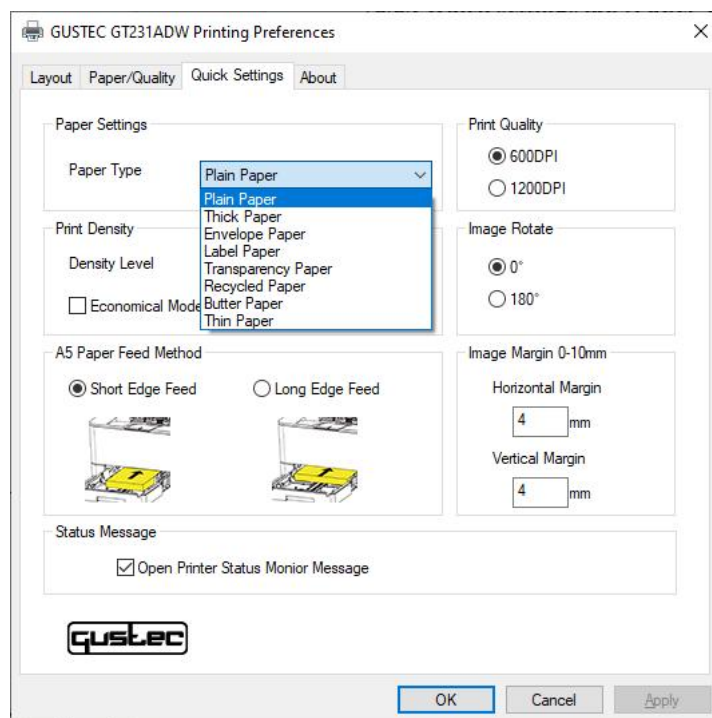 GUSTEC GT231ADW Printing Preferences
Layout Paper/Quality Quick Settings About
Paper Settings
Paper Type
Plain Paper
Plain Paper
Thick Paper
Envelope Paper
Label Paper
Transparency Paper
Recycled Paper
Butter Paper
Thin Paper
Print Quality
600DPI
1200DPI
Print Density
Density Level
Economical Mode
Image Rotate
0°
180°
A5 Paper Feed Method
Short Edge Feed
Long Edge Feed
Image Margin 0-10mm
Horizontal Margin
4 mm
Vertical Margin
4 mm
Status Message
Open Printer Status Monior Message
gustec
OK Cancel Apply